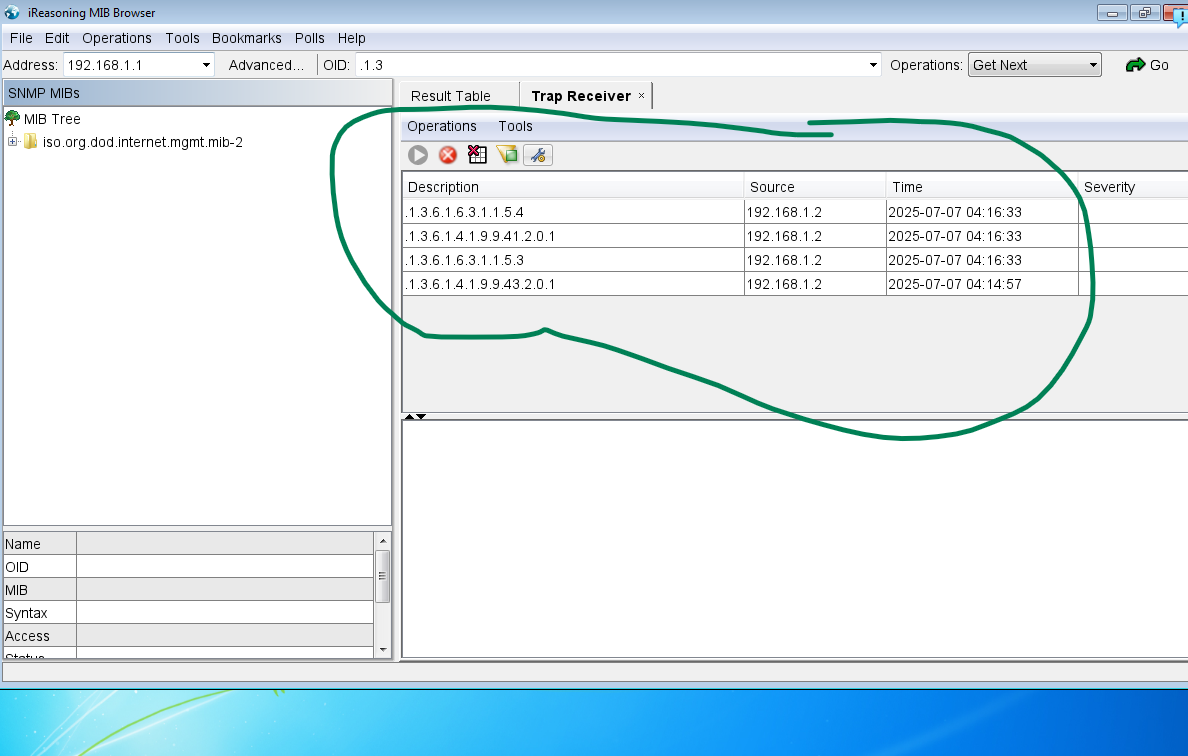 iReasoning MIB Browser
File Edit Operations Tools Bookmarks Polls Help
Address: 192.168.1.1 Advanced... OID: .1.3 Operations: Get Next Go
SNMP MIBs
MIB Tree
iso.org.dod.internet.mgmt.mib-2
Name
OID
MIB
Syntax
Access
Status
Result Table Trap Receiver ×
Operations Tools
Description Source Time Severity
.1.3.6.1.6.3.1.1.5.4 192.168.1.2 2025-07-07 04:16:33
.1.3.6.1.4.1.9.9.41.2.0.1 192.168.1.2 2025-07-07 04:16:33
.1.3.6.1.6.3.1.1.5.3 192.168.1.2 2025-07-07 04:16:33
.1.3.6.1.4.1.9.9.43.2.0.1 192.168.1.2 2025-07-07 04:14:57